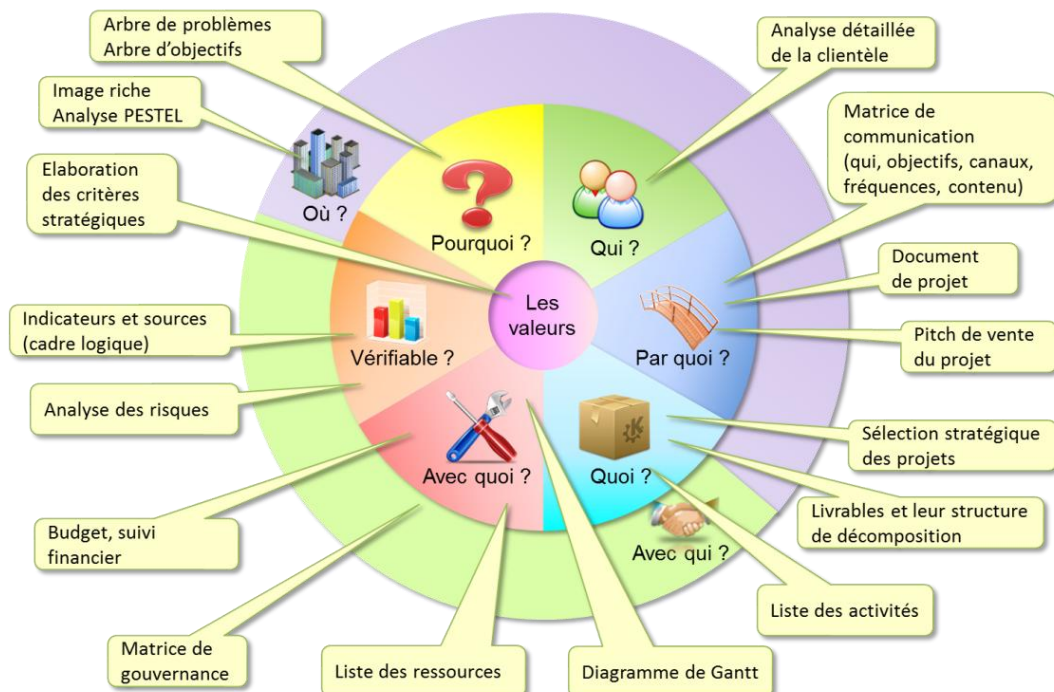 Arbre de problèmes
Arbre d'objectifs
Analyse détaillée
de la clientèle
Image riche
Analyse PESTEL
Matrice de
communication
(qui, objectifs, canaux,
fréquences, contenu)
Elaboration
des critères
stratégiques
Où ?
Pourquoi ?
Qui ?
Document
de projet
Les
valeurs
Indicateurs et sources
(cadre logique)
Vérifiable ?
Par quoi ?
Pitch de vente
du projet
Analyse des risques
Sélection stratégique
des projets
Avec quoi ?
Quoi ?
Budget, suivi
financier
Livrables et leur structure
de décomposition
Avec qui ?
Liste des activités
Matrice de
gouvernance
Liste des ressources
Diagramme de Gantt